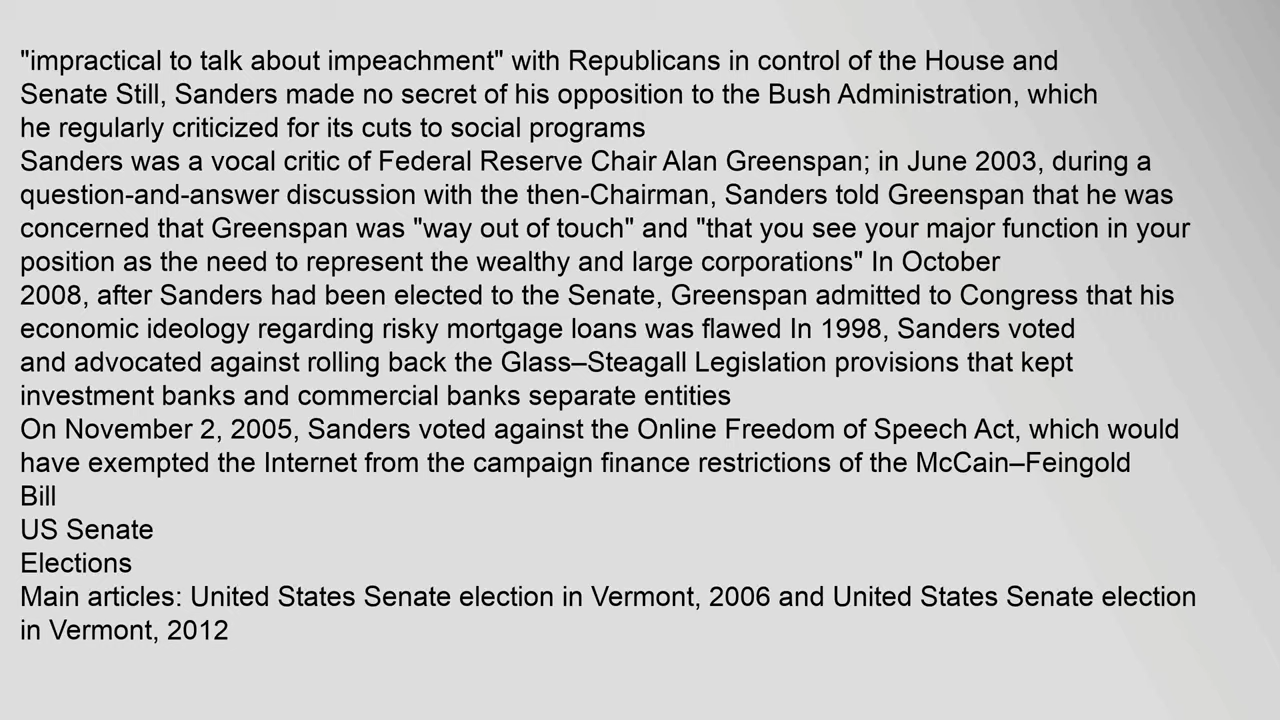 "impractical to talk about impeachment" with Republicans in control of the House and
Senate Still, Sanders made no secret of his opposition to the Bush Administration, which
he regularly criticized for its cuts to social programs
Sanders was a vocal critic of Federal Reserve Chair Alan Greenspan; in June 2003, during a
question-and-answer discussion with the then-Chairman, Sanders told Greenspan that he was
concerned that Greenspan was "way out of touch" and "that you see your major function in your
position as the need to represent the wealthy and large corporations" In October
2008, after Sanders had been elected to the Senate, Greenspan admitted to Congress that his
economic ideology regarding risky mortgage loans was flawed In 1998, Sanders voted
and advocated against rolling back the Glass–Steagall Legislation provisions that kept
investment banks and commercial banks separate entities
On November 2, 2005, Sanders voted against the Online Freedom of Speech Act, which would
have exempted the Internet from the campaign finance restrictions of the McCain–Feingold
Bill
US Senate
Elections
Main articles: United States Senate election in Vermont, 2006 and United States Senate election
in Vermont, 2012